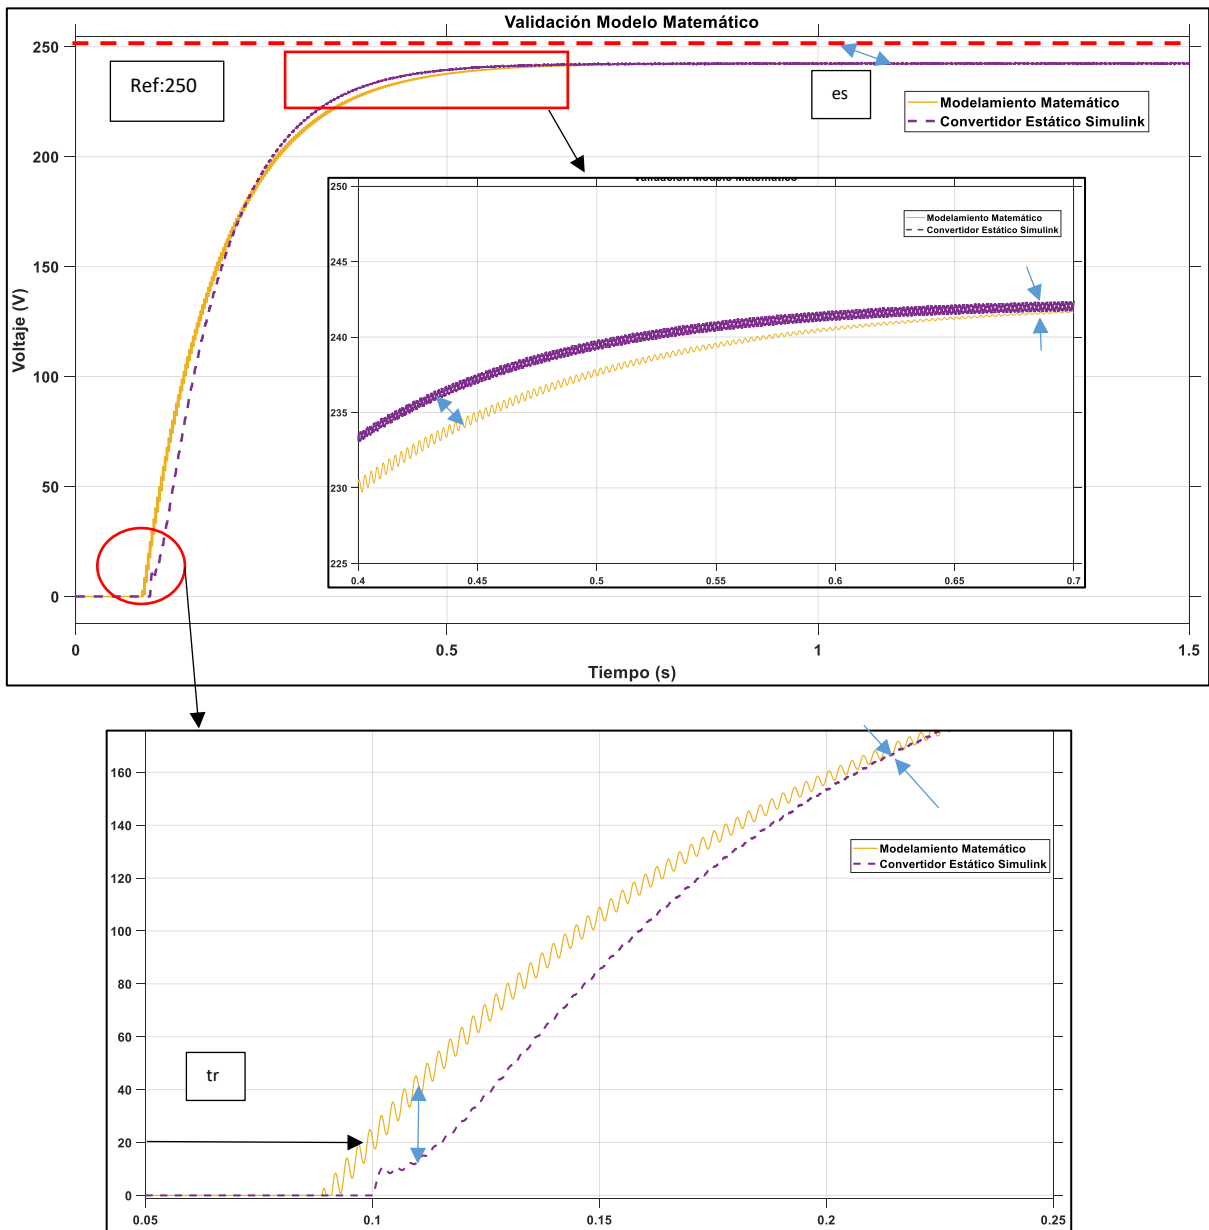 Validación Modelo Matemático
250
200
150
100
50
0
Voltaje (V)
Ref:250
es
Modelamiento Matemático
Convertidor Estático Simulink
Validación Modelo Matemático
250
245
240
235
230
225
Modelamiento Matemático
Convertidor Estático Simulink
0.4 0.45 0.5 0.55 0.6 0.65 0.7
0 0.5 1 1.5
Tiempo (s)
160
140
120
100
80
60
40
20
0
Modelamiento Matemático
Convertidor Estático Simulink
tr
0.05 0.1 0.15 0.2 0.25